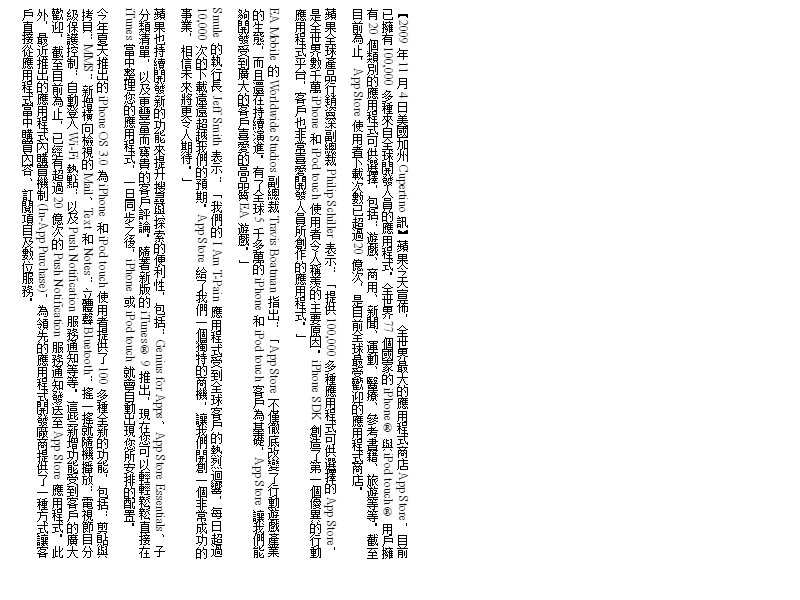 【2009 年 11 月 4 日美國加州 Cupertino 訊】蘋果今天宣佈，全世界最大的應用程式商店 App Store，目前
已擁有 100,000 多種來自全球開發人員的應用程式。全世界 77 個國家的 iPhone® 與 iPod touch® 用戶擁
有 20 個類別的應用程式可供選擇，包括：遊戲、商用、新聞、運動、醫療、參考書籍、旅遊等等。截至
目前為止，App Store 使用者下載次數已超過 20 億次，是目前全球最受歡迎的應用程式商店。
蘋果全球產品行銷資深副總裁 Philip Schiller 表示：「提供 100,000 多種應用程式可供選擇的 App Store，
是全世界數千萬 iPhone 和 iPod touch 使用者令人稱羨的主要原因。iPhone SDK 創造了第一個優異的行動
應用程式平台，客戶也非常喜愛開發人員所創作的應用程式。」
EA Mobile 的 Worldwide Studios 副總裁 Travis Boatman 指出：「App Store 不僅徹底改變了行動遊戲產業
的生態，而且還在持續演進。有了全球 5 千多萬的 iPhone 和 iPod touch 客戶為基礎，App Store 讓我們能
夠開發受到廣大的客戶喜愛的高品質 EA 遊戲。」
Smule 的執行長 Jeff Smith 表示：「我們的 I Am T-Pain 應用程式受到全球客戶的熱烈迴響，每日超過
10,000 次的下載遠遠超越我們的預期。App Store 給了我們一個獨特的商機，讓我們開創一個非常成功的
事業，相信未來將更令人期待。」
蘋果也持續開發新的功能來提升搜尋與探索的便利性，包括：Genius for Apps、App Store Essentials、子
分類清單，以及更豐富而寶貴的客戶評論。隨著新版的 iTunes® 9 推出，現在您可以輕輕鬆鬆直接在
iTunes 當中整理您的應用程式，一旦同步之後，iPhone 或 iPod touch 就會自動出現您所安排的配置。
今年夏天推出的 iPhone OS 3.0 為 iPhone 和 iPod touch 使用者提供了 100 多種全新的功能，包括：剪貼與
拷貝；MMS；新增橫向檢視的 Mail、Text 和 Notes；立體聲 Bluetooth；搖一搖就隨機播放；電視節目分
級保護控制；自動登入 Wi-Fi 熱點；以及 Push Notification 服務通知等等。這些新增功能受到客戶的廣大
歡迎，截至目前為止，已經有超過 20 億次的 Push Notification 服務通知發送至 App Store 應用程式。此
外，最近推出的應用程式內購買機制 (In-App Purchase)，為領先的應用程式開發廠商提供了一種方式讓客
戶直接從應用程式當中購買內容、訂閱項目及數位服務。